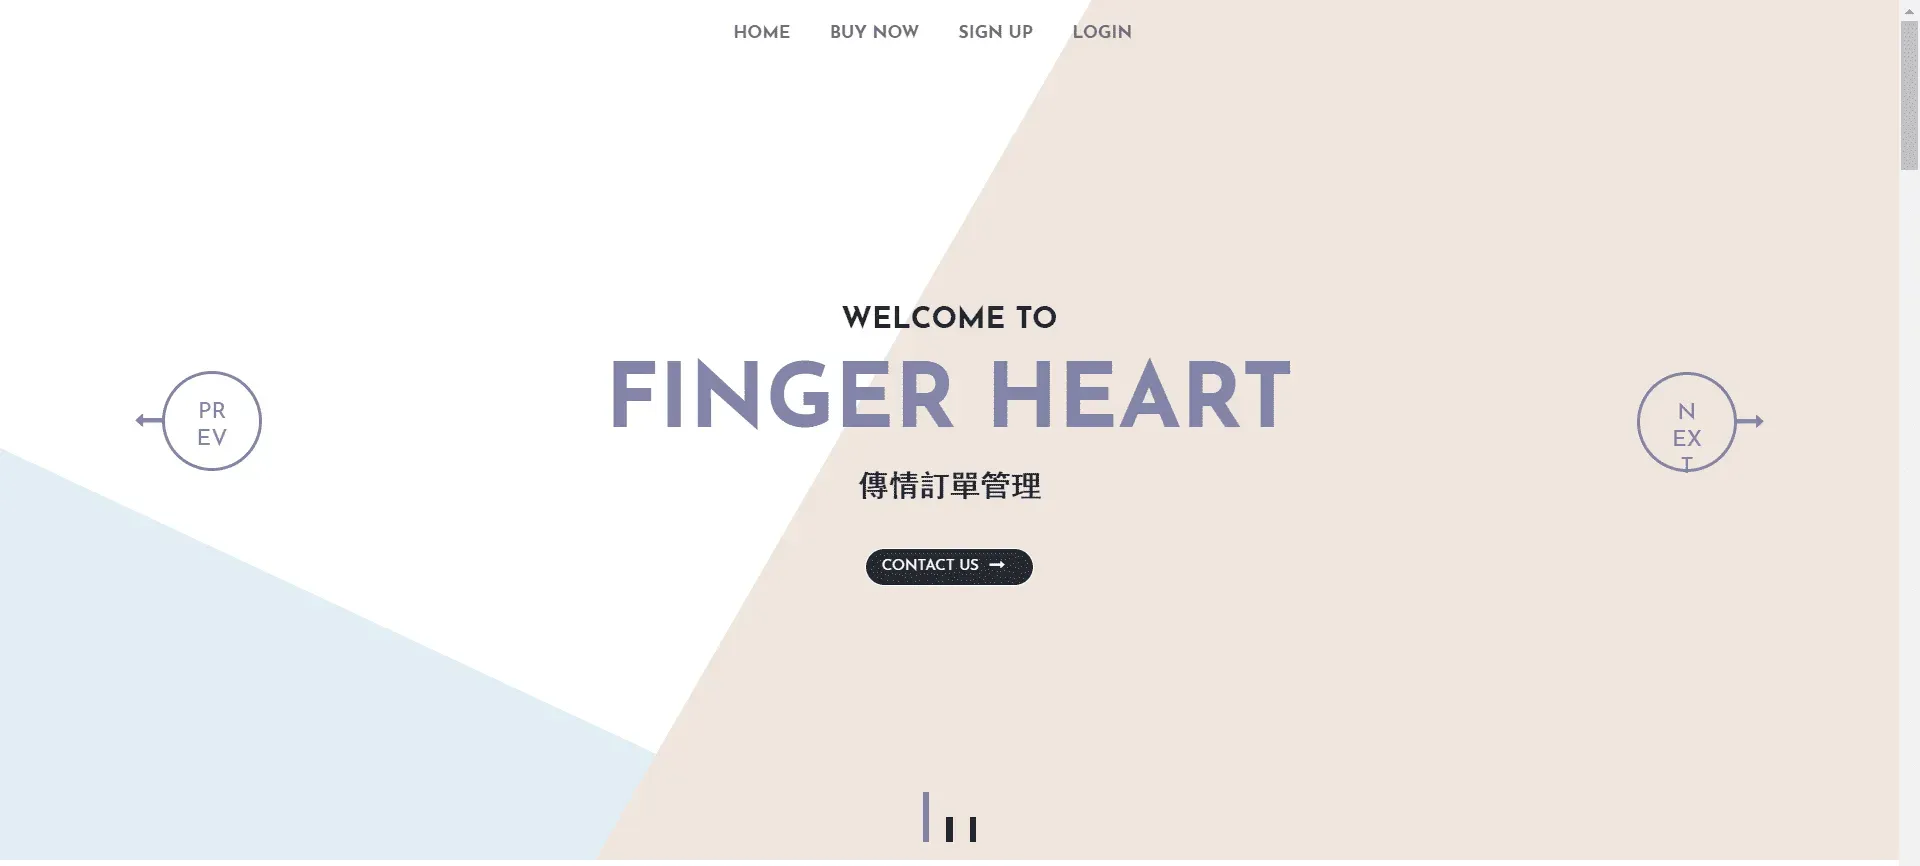 HOME BUY NOW SIGN UP LOGIN
WELCOME TO
FINGER HEART
PR
EV
N
EX
T
傳情訂單管理
CONTACT US